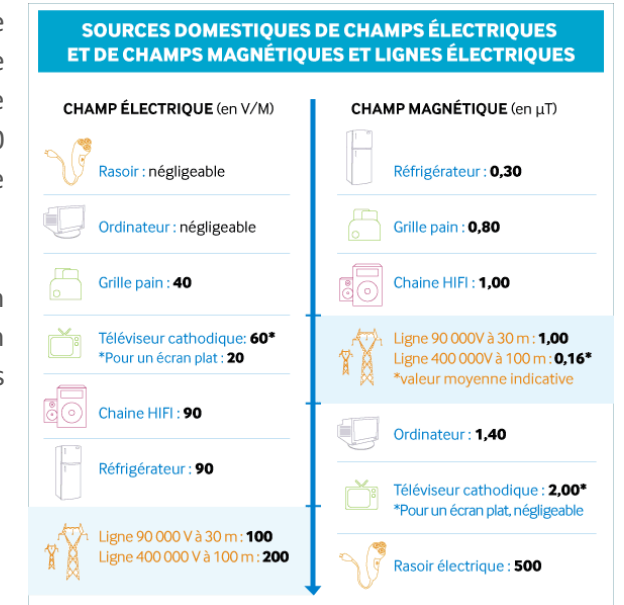 SOURCES DOMESTIQUES DE CHAMPS ÉLECTRIQUES
ET DE CHAMPS MAGNÉTIQUES ET LIGNES ÉLECTRIQUES
CHAMP ÉLECTRIQUE (en V/M)
Rasoir : négligeable
Ordinateur : négligeable
Grille pain : 40
Téléviseur cathodique: 60*
*Pour un écran plat : 20
Chaine HIFI : 90
Réfrigérateur : 90
Ligne 90 000 V à 30 m : 100
Ligne 400 000 V à 100 m : 200
CHAMP MAGNÉTIQUE (en µT)
Réfrigérateur : 0,30
Grille pain : 0,80
Chaine HIFI : 1,00
Ligne 90 000V à 30 m : 1,00
Ligne 400 000V à 100 m : 0,16*
*valeur moyenne indicative
Ordinateur : 1,40
Téléviseur cathodique : 2,00*
*Pour un écran plat, négligeable
Rasoir électrique : 500